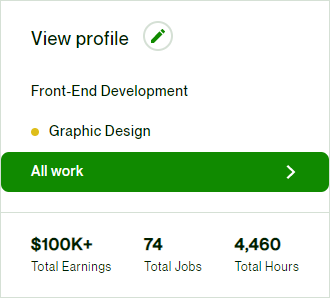 View profile
Front-End Development
Graphic Design
All work
$100K+ 74 4,460
Total Earnings Total Jobs Total Hours